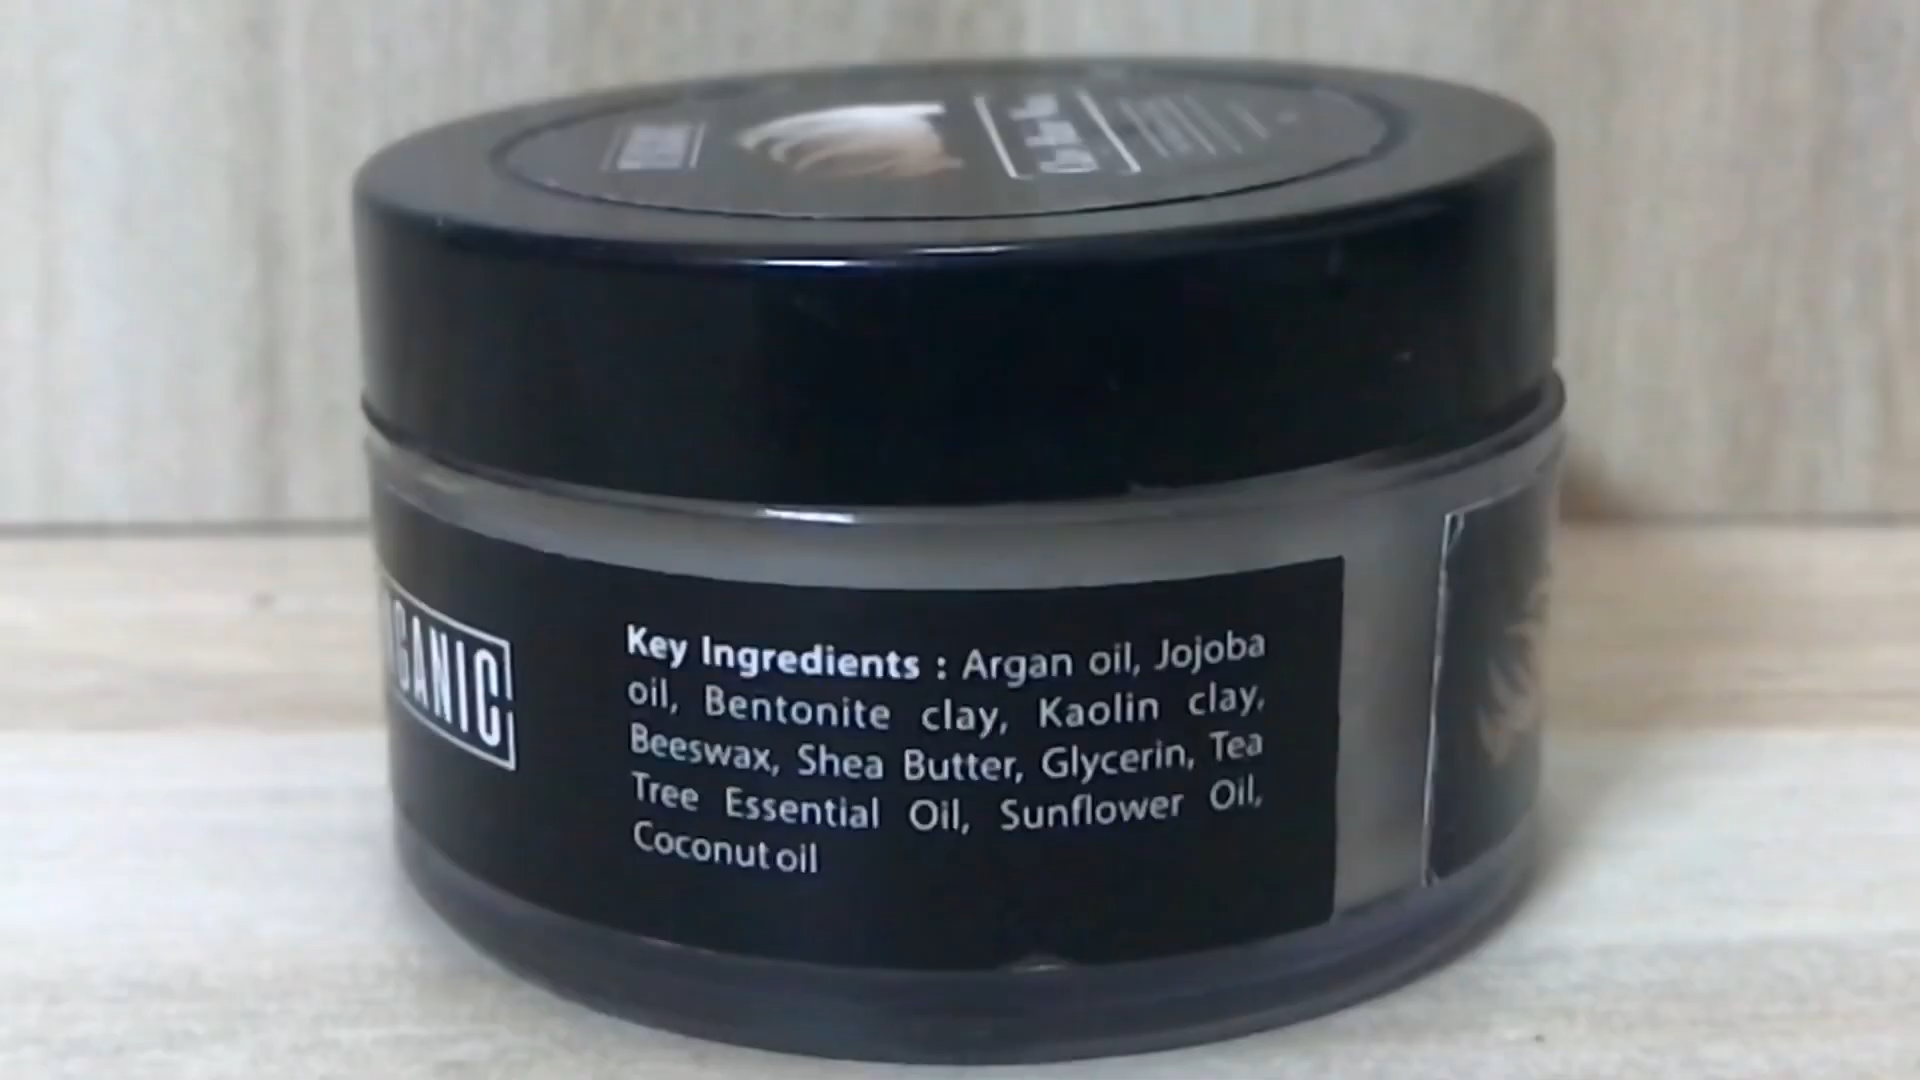 GANIC
Key Ingredients : Argan oil, Jojoba
oil, Bentonite clay, Kaolin clay,
Beeswax, Shea Butter, Glycerin, Tea
Tree Essential Oil, Sunflower Oil,
Coconut oil